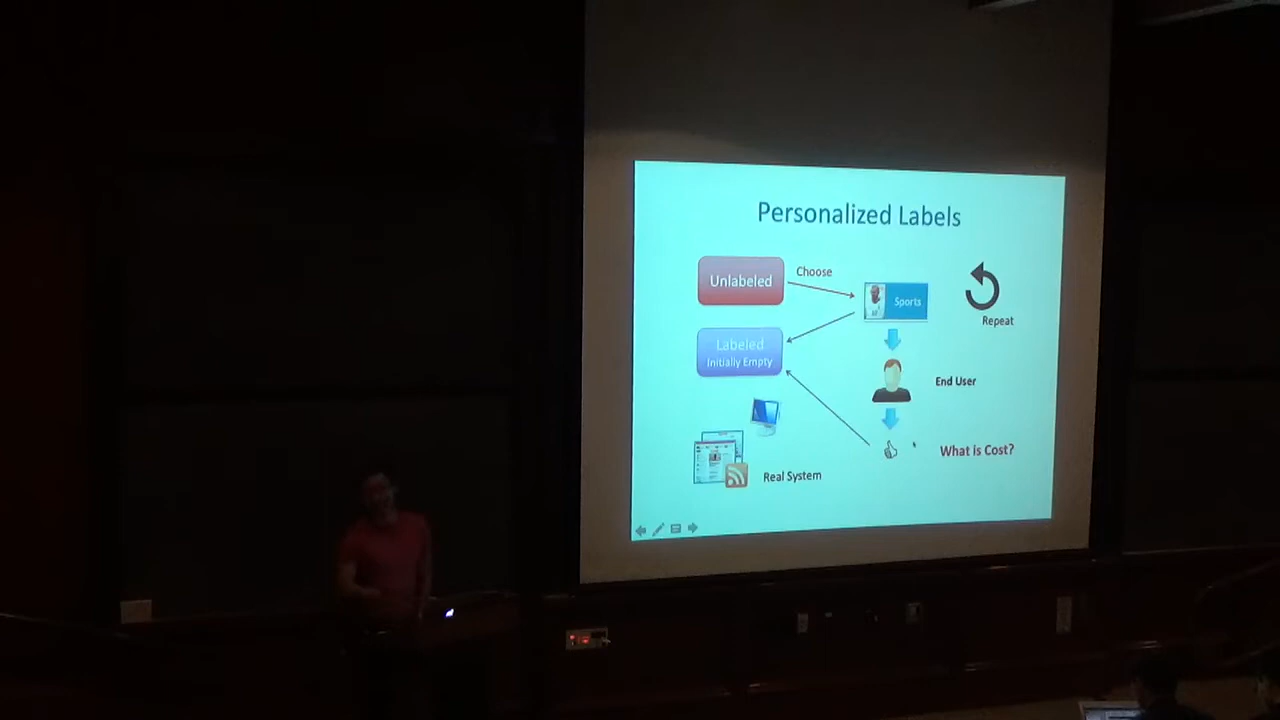 Personalized Labels
Unlabeled
Choose
Sports
Repeat
Labeled
Initially Empty
End User
What is Cost?
Real System